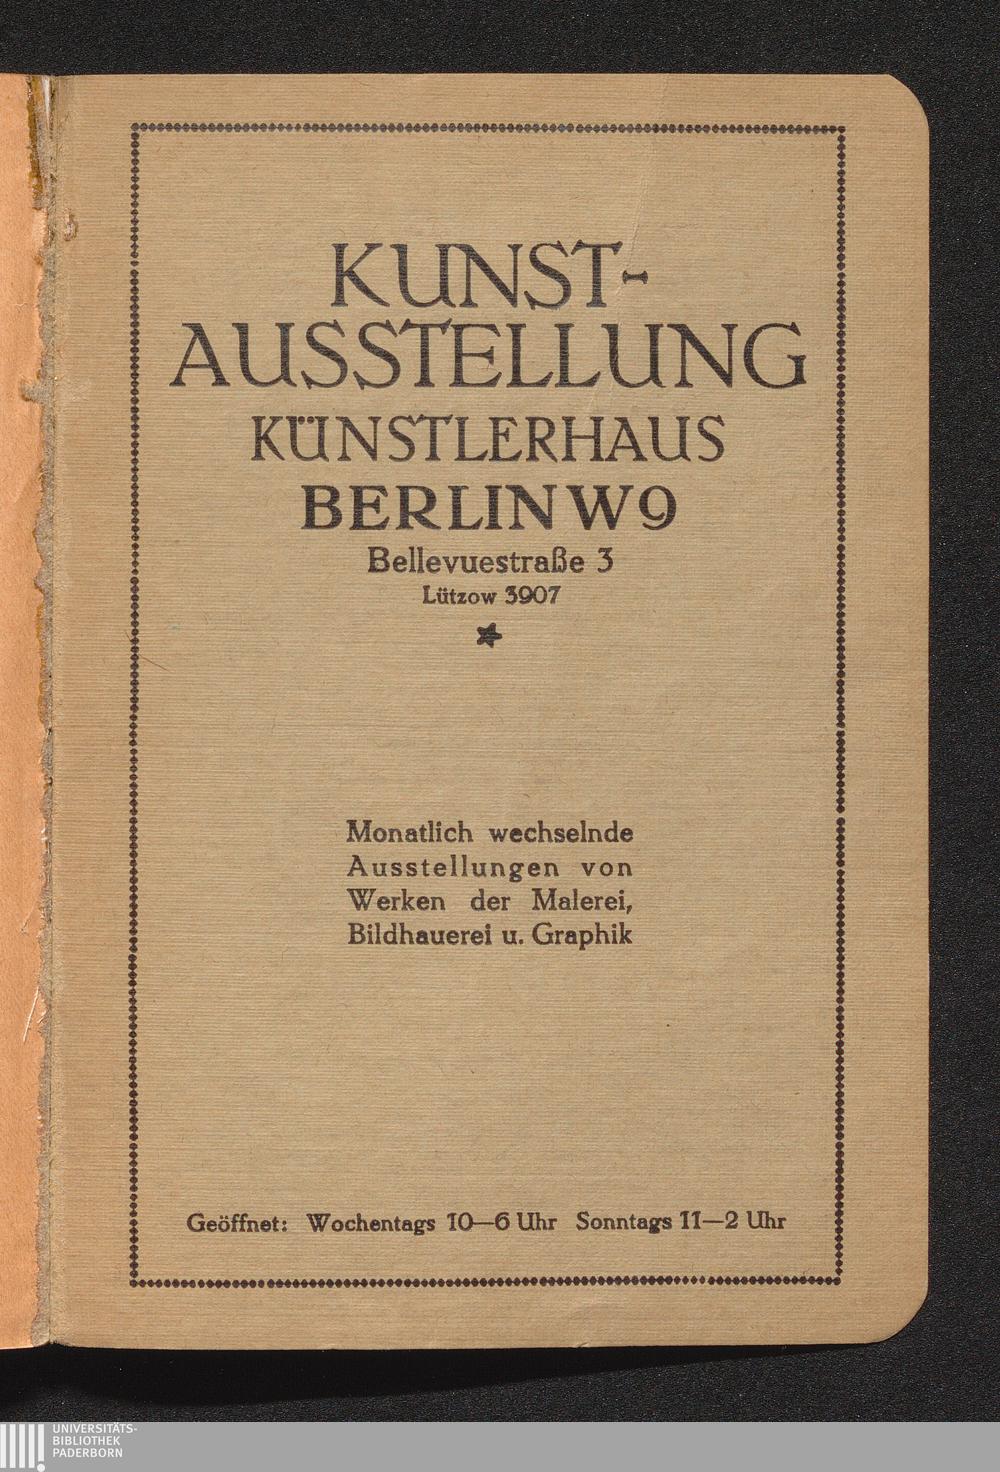 KUNST-
AUSSTELLUNG
KÜNSTLERHAUS
BERLIN W9
Bellevuestraße 3
Lützow 3907
Monatlich wechselnde
Ausstellungen von
Werken der Malerei,
Bildhauerei u. Graphik
Geöffnet: Wochentags 10—6 Uhr Sonntags 11—2 Uhr
UNIVERSITÄTS-
BIBLIOTHEK
PADERBORN